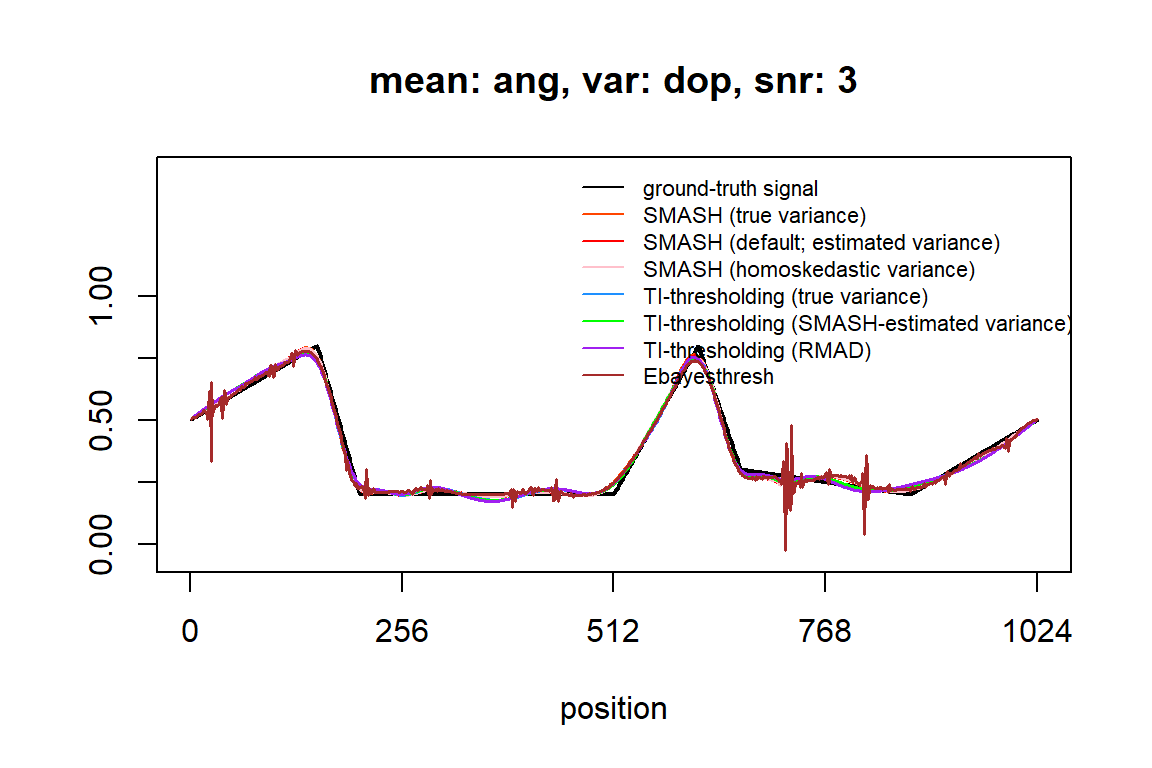 mean: ang, var: dop, snr: 3
ground-truth signal
SMASH (true variance)
SMASH (default; estimated variance)
SMASH (homoskedastic variance)
TI-thresholding (true variance)
TI-thresholding (SMASH-estimated variance)
TI-thresholding (RMAD)
Ebayesthresh
1.00
0.50
0.00
0 256 512 768 1024
position